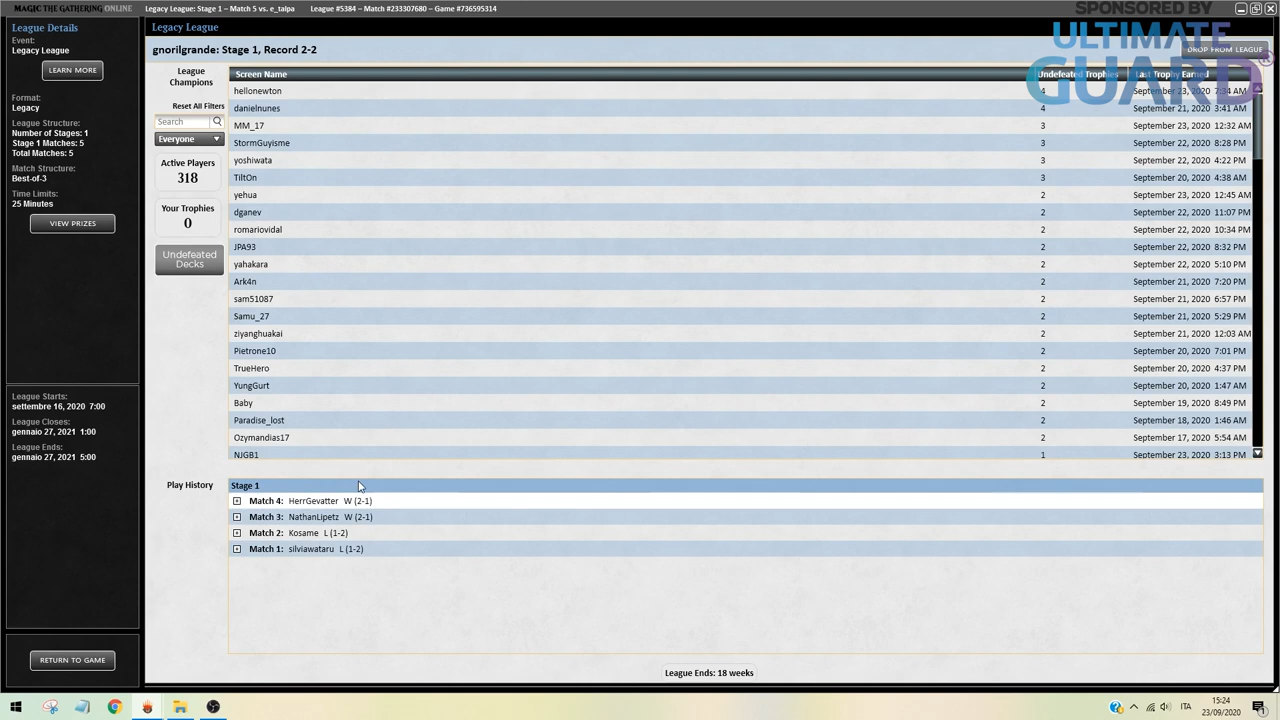 MAGIC THE GATHERING ONLINE
Legacy League: Stage 1 – Match 5 vs. e_talpa
League #5384 – Match #233307680 – Game #736595314
SPONSORED BY
ULTIMATE
GUARD®
League Details
Event:
Legacy League
LEARN MORE
Format:
Legacy
League Structure:
Number of Stages: 1
Stage 1 Matches: 5
Total Matches: 5
Match Structure:
Best-of-3
Time Limits:
25 Minutes
VIEW PRIZES
League Starts:
settembre 16, 2020 7:00
League Closes:
gennaio 27, 2021 1:00
League Ends:
gennaio 27, 2021 5:00
RETURN TO GAME
Legacy League
gnorilgrande: Stage 1, Record 2-2
DROP FROM LEAGUE
League
Champions
Reset All Filters
Search
Everyone
Active Players
318
Your Trophies
0
Undefeated
Decks
Screen Name Undefeated Trophies Last Trophy Earned
hellonewton 4 September 23, 2020 7:34 AM
danielnunes 4 September 21, 2020 3:41 AM
MM_17 3 September 23, 2020 12:32 AM
StormGuyisme 3 September 22, 2020 8:28 PM
yoshiwata 3 September 22, 2020 4:22 PM
TiltOn 3 September 20, 2020 4:38 AM
yehua 2 September 23, 2020 12:45 AM
dganev 2 September 22, 2020 11:07 PM
romariovidal 2 September 22, 2020 10:34 PM
JPA93 2 September 22, 2020 8:32 PM
yahakara 2 September 22, 2020 5:10 PM
Ark4n 2 September 21, 2020 7:20 PM
sam51087 2 September 21, 2020 6:57 PM
Samu_27 2 September 21, 2020 5:29 PM
ziyanghuakai 2 September 21, 2020 12:03 AM
Pietrone10 2 September 20, 2020 7:01 PM
TrueHero 2 September 20, 2020 4:37 PM
YungGurt 2 September 20, 2020 1:47 AM
Baby 2 September 19, 2020 8:49 PM
Paradise_lost 2 September 18, 2020 1:46 AM
Ozymandias17 2 September 17, 2020 5:54 AM
NJGB1 1 September 23, 2020 3:13 PM
Play History
Stage 1
Match 4: HerrGevatter W (2-1)
Match 3: NathanLipetz W (2-1)
Match 2: Kosame L (1-2)
Match 1: silviawataru L (1-2)
League Ends: 18 weeks
ITA
15:24
23/09/2020
1